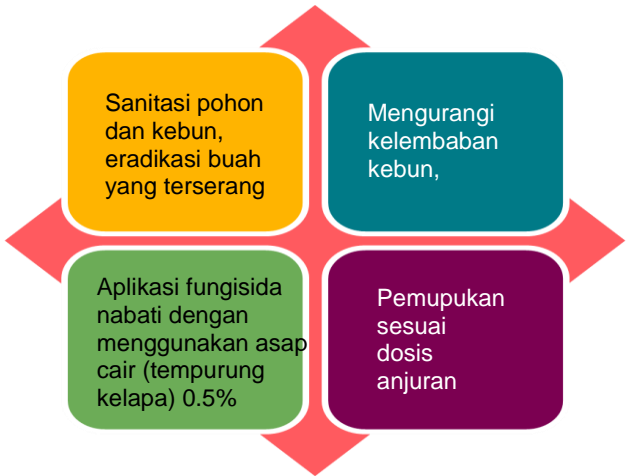 Sanitasi pohon
dan kebun,
eradikasi buah
yang terserang
Mengurangi
kelembaban
kebun,
Aplikasi fungisida
nabati dengan
menggunakan asap
cair (tempurung
kelapa) 0.5%
Pemupukan
sesuai
dosis
anjuran